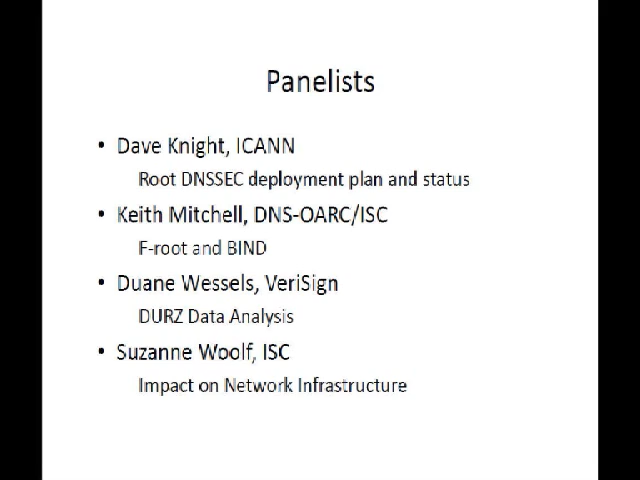 Panelists
• Dave Knight, ICANN
Root DNSSEC deployment plan and status
• Keith Mitchell, DNS-OARC/ISC
F-root and BIND
• Duane Wessels, VeriSign
DURZ Data Analysis
• Suzanne Woolf, ISC
Impact on Network Infrastructure